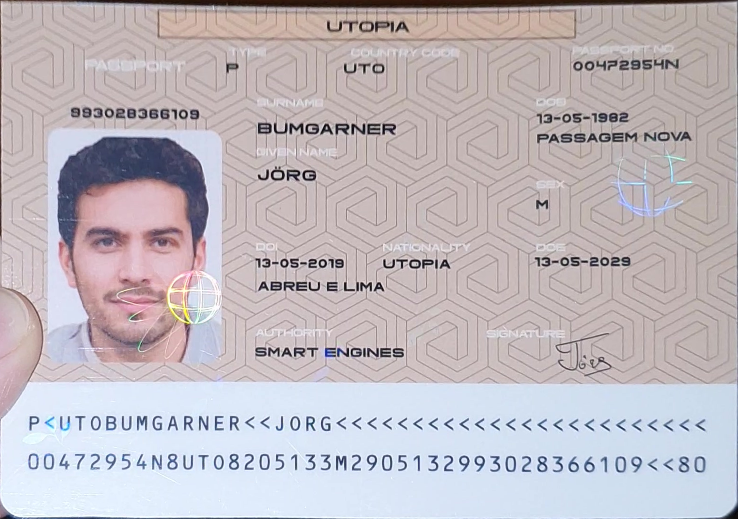 UTOPIA
PASSPORT
TYPE
P
COUNTRY CODE
UTO
PASSPORT NO.
00472954N
993028366109
SURNAME
BUMGARNER
GIVEN NAME
JÖRG
DOB
13-05-1982
PASSAGEM NOVA
SEX
M
DOI
13-05-2019
ABREU E LIMA
NATIONALITY
UTOPIA
DOE
13-05-2029
AUTHORITY
SMART ENGINES
SIGNATURE
Jörg
P<UTOBUMGARNER<<JORG<<<<<<<<<<<<<<<<<<<<<<<<
00472954N8UTO8205133M2905132993028366109<<80